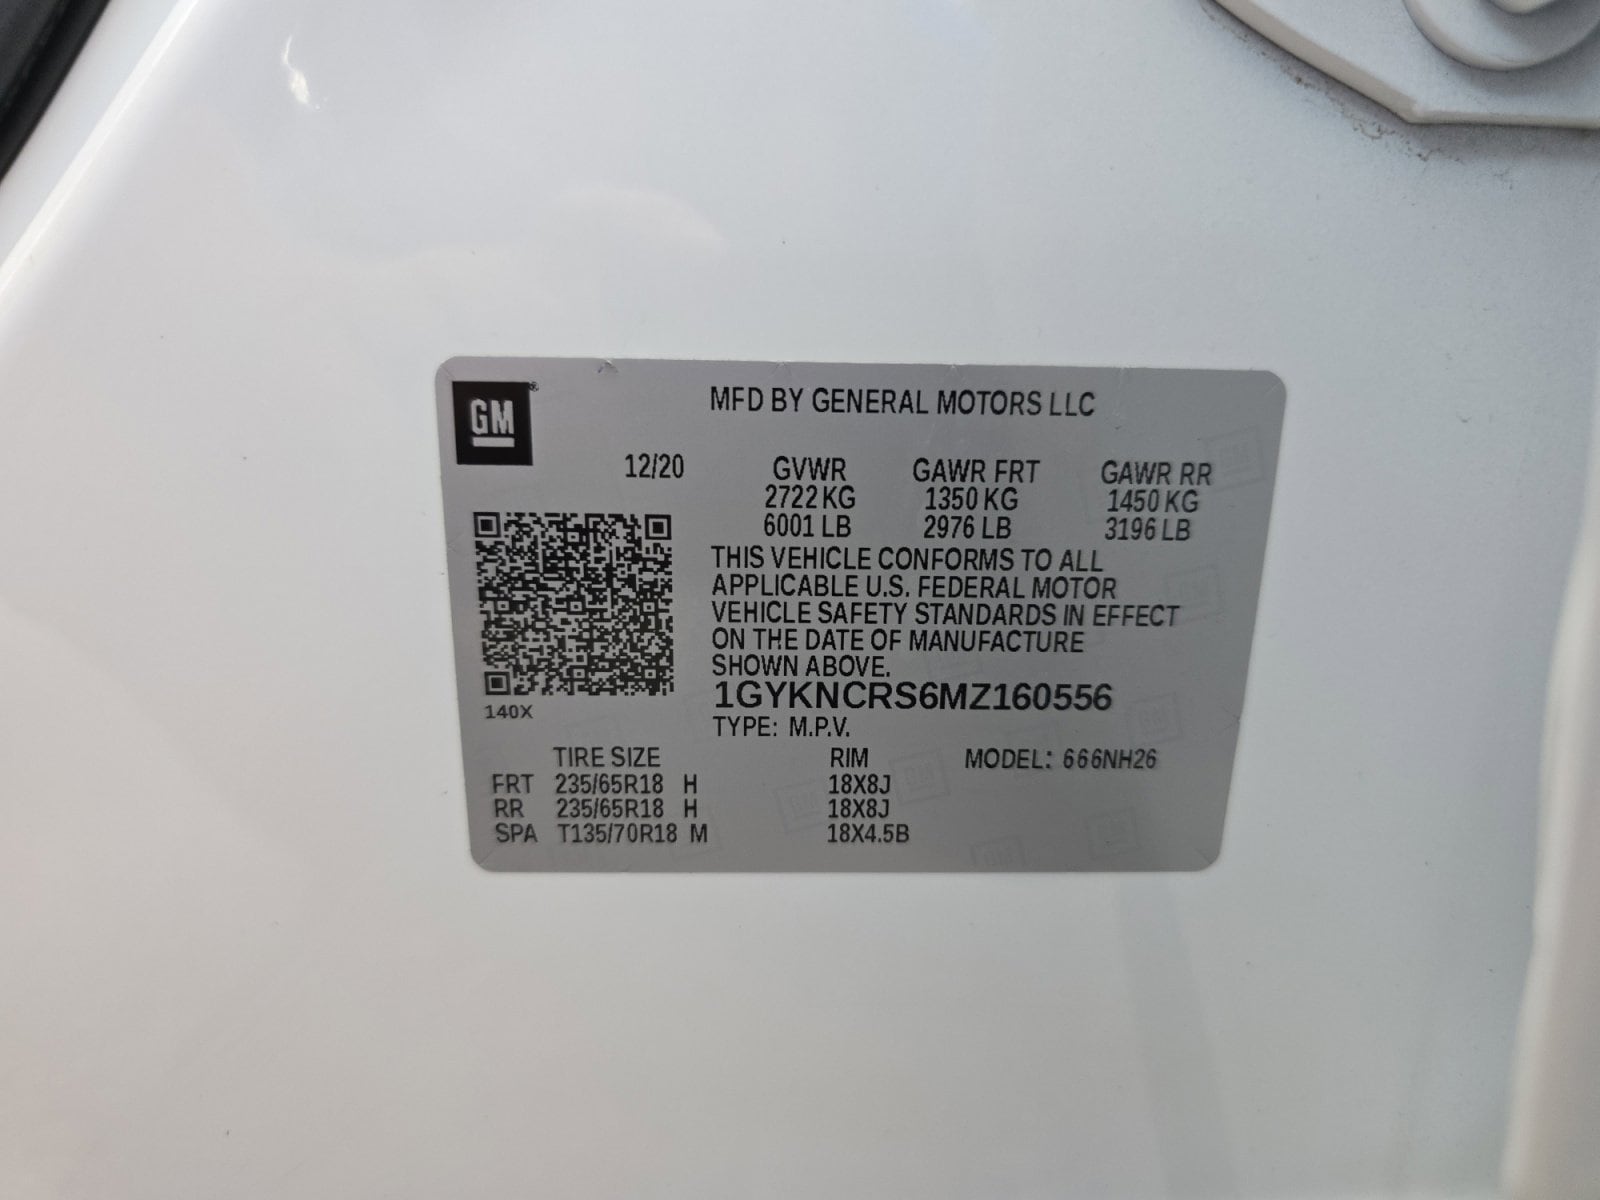 GM ®
MFD BY GENERAL MOTORS LLC
12/20 GVWR GAWR FRT GAWR RR
2722 KG 1350 KG 1450 KG
6001 LB 2976 LB 3196 LB
THIS VEHICLE CONFORMS TO ALL
APPLICABLE U.S. FEDERAL MOTOR
VEHICLE SAFETY STANDARDS IN EFFECT
ON THE DATE OF MANUFACTURE
SHOWN ABOVE.
1GYKNCRS6MZ160556
140X
TYPE: M.P.V.
TIRE SIZE RIM MODEL: 666NH26
FRT 235/65R18 H 18X8J
RR 235/65R18 H 18X8J
SPA T135/70R18 M 18X4.5B